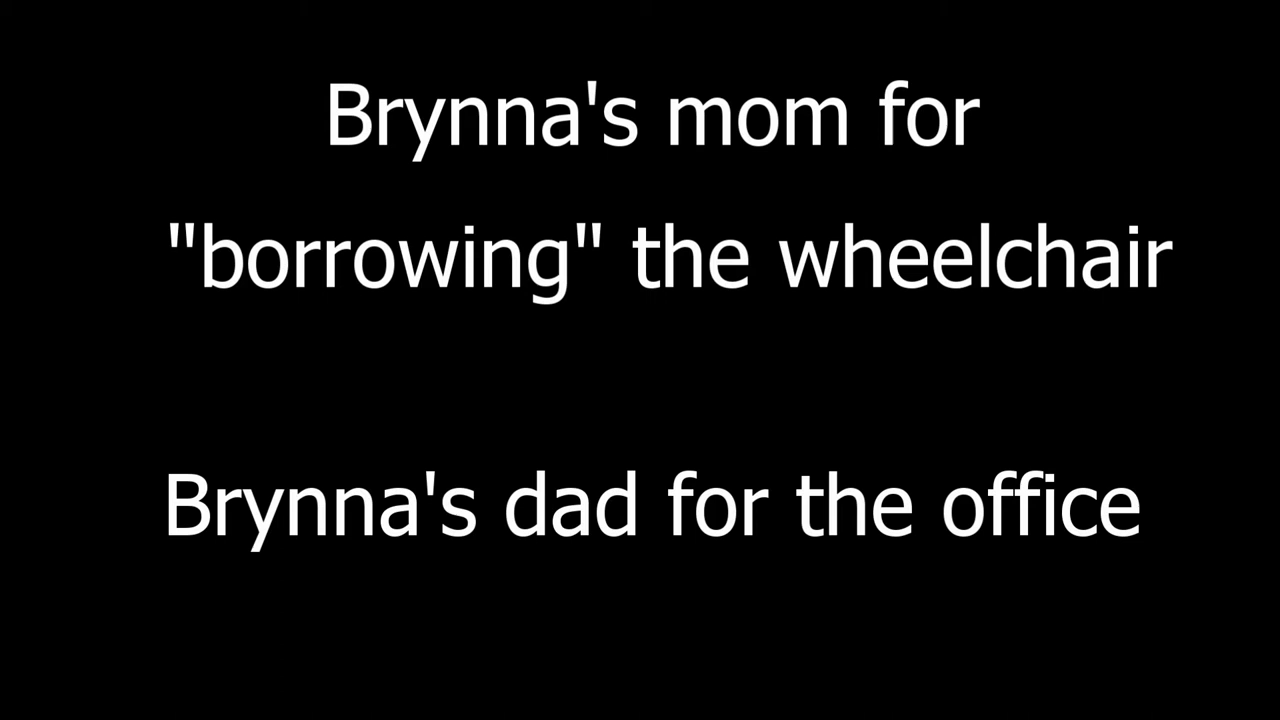 Brynna's mom for
"borrowing" the wheelchair
Brynna's dad for the office